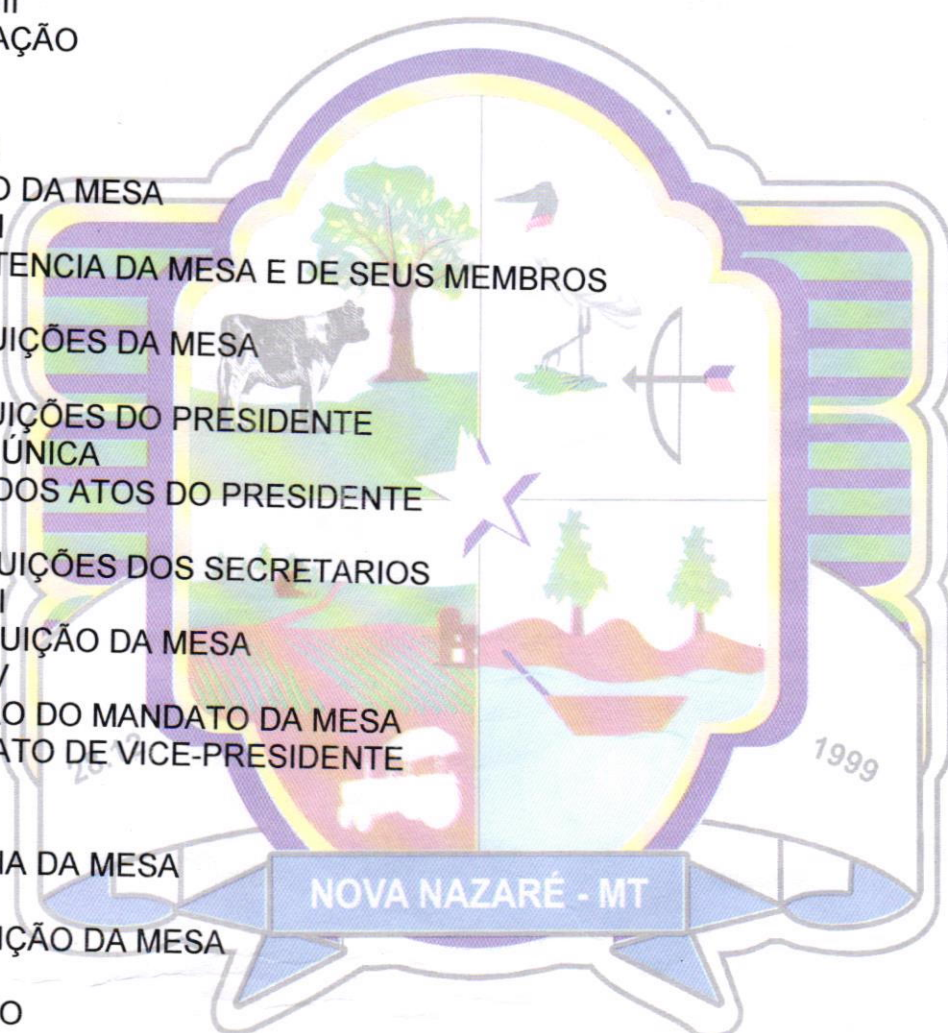 II
AÇÃO
O DA MESA
I
TENCIA DA MESA E DE SEUS MEMBROS
UIÇÕES DA MESA
UIÇÕES DO PRESIDENTE
ÚNICA
DOS ATOS DO PRESIDENTE
UIÇÕES DOS SECRETARIOS
I
UIÇÃO DA MESA
V
LO DO MANDATO DA MESA
ATO DE VICE-PRESIDENTE
1999
IA DA MESA
NOVA NAZARÉ - MT
IÇÃO DA MESA
O